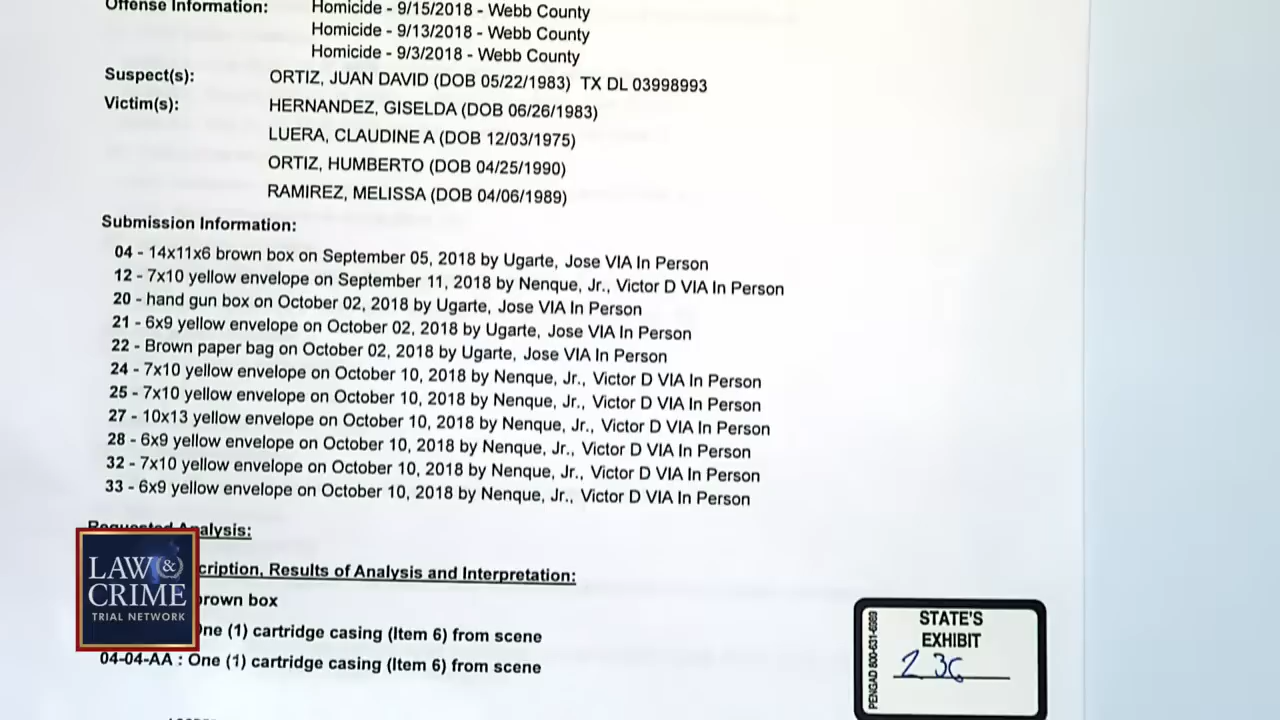 Offense Information: Homicide - 9/15/2018 - Webb County
Homicide - 9/13/2018 - Webb County
Homicide - 9/3/2018 - Webb County
Suspect(s): ORTIZ, JUAN DAVID (DOB 05/22/1983) TX DL 03998993
Victim(s): HERNANDEZ, GISELDA (DOB 06/26/1983)
LUERA, CLAUDINE A (DOB 12/03/1975)
ORTIZ, HUMBERTO (DOB 04/25/1990)
RAMIREZ, MELISSA (DOB 04/06/1989)
Submission Information:
04 - 14x11x6 brown box on September 05, 2018 by Ugarte, Jose VIA In Person
12 - 7x10 yellow envelope on September 11, 2018 by Nenque, Jr., Victor D VIA In Person
20 - hand gun box on October 02, 2018 by Ugarte, Jose VIA In Person
21 - 6x9 yellow envelope on October 02, 2018 by Ugarte, Jose VIA In Person
22 - Brown paper bag on October 02, 2018 by Ugarte, Jose VIA In Person
24 - 7x10 yellow envelope on October 10, 2018 by Nenque, Jr., Victor D VIA In Person
25 - 7x10 yellow envelope on October 10, 2018 by Nenque, Jr., Victor D VIA In Person
27 - 10x13 yellow envelope on October 10, 2018 by Nenque, Jr., Victor D VIA In Person
28 - 6x9 yellow envelope on October 10, 2018 by Nenque, Jr., Victor D VIA In Person
32 - 7x10 yellow envelope on October 10, 2018 by Nenque, Jr., Victor D VIA In Person
33 - 6x9 yellow envelope on October 10, 2018 by Nenque, Jr., Victor D VIA In Person
Requested Analysis:
cription, Results of Analysis and Interpretation:
brown box
One (1) cartridge casing (Item 6) from scene
04-04-AA : One (1) cartridge casing (Item 6) from scene
LAW &
CRIME
TRIAL NETWORK
STATE'S
EXHIBIT
236
PENGAD 800-631-6989